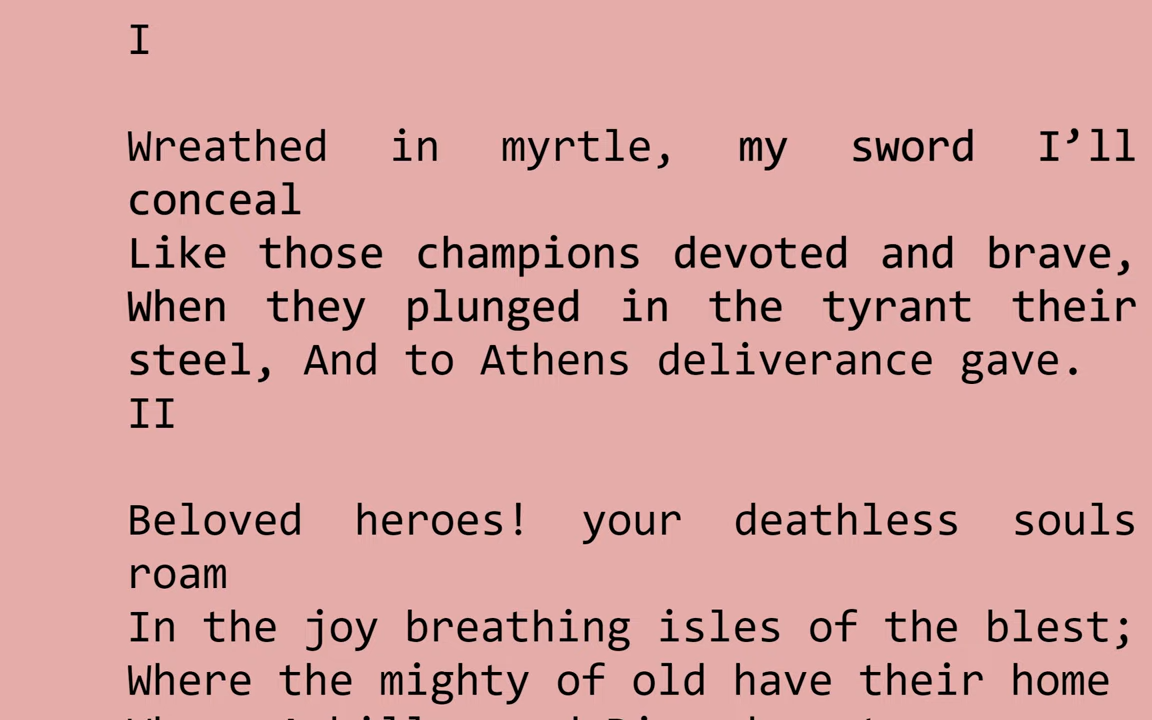 I
Wreathed in myrtle, my sword I’ll
conceal
Like those champions devoted and brave,
When they plunged in the tyrant their
steel, And to Athens deliverance gave.
II
Beloved heroes! your deathless souls
roam
In the joy breathing isles of the blest;
Where the mighty of old have their home